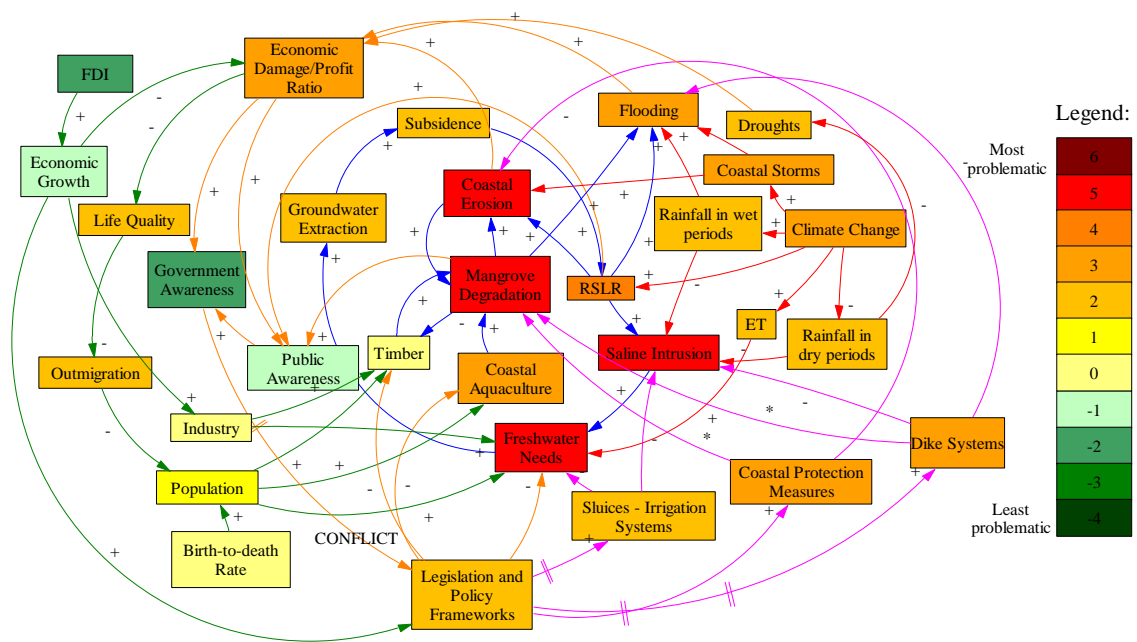 Economic
Damage/Profit
Ratio
FDI
Flooding
Droughts
Subsidence
Legend:
Most
problematic
Least
problematic
6
5
4
3
2
1
0
-1
-2
-3
-4
Economic
Growth
Coastal
Erosion
Coastal Storms
Life Quality
Groundwater
Extraction
Rainfall in wet
periods
Climate Change
Government
Awareness
Mangrove
Degradation
RSLR
ET
Rainfall in
dry periods
Outmigration
Public
Awareness
Timber
Coastal
Aquaculture
Saline Intrusion
Industry
Freshwater
Needs
Dike Systems
Population
Coastal Protection
Measures
Sluices - Irrigation
Systems
Birth-to-death
Rate
CONFLICT
Legislation and
Policy
Frameworks